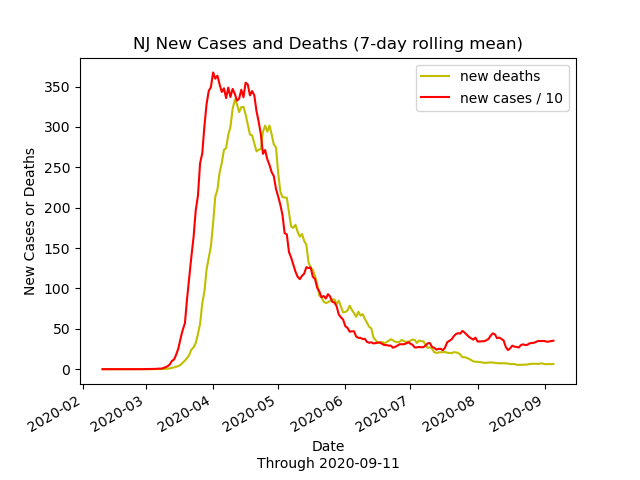 NJ New Cases and Deaths (7-day rolling mean)
new deaths
new cases / 10
New Cases or Deaths
350
300
250
200
150
100
50
0
2020-02
2020-03
2020-04
2020-05
2020-06
2020-07
2020-08
2020-09
Date
Through 2020-09-11